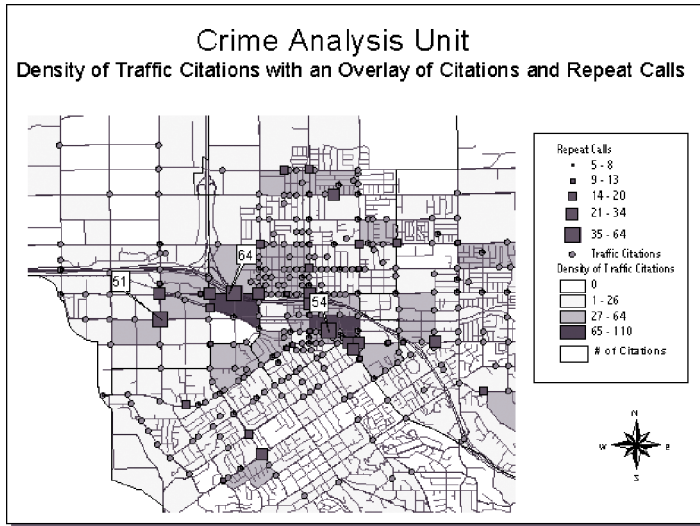 Crime Analysis Unit
Density of Traffic Citations with an Overlay of Citations and Repeat Calls
64
51
54
Repeat Calls
5 - 8
9 - 13
14 - 20
21 - 34
35 - 64
Traffic Citations
Density of Traffic Citations
0
1 - 26
27 - 64
65 - 110
# of Citations
N
W E
S